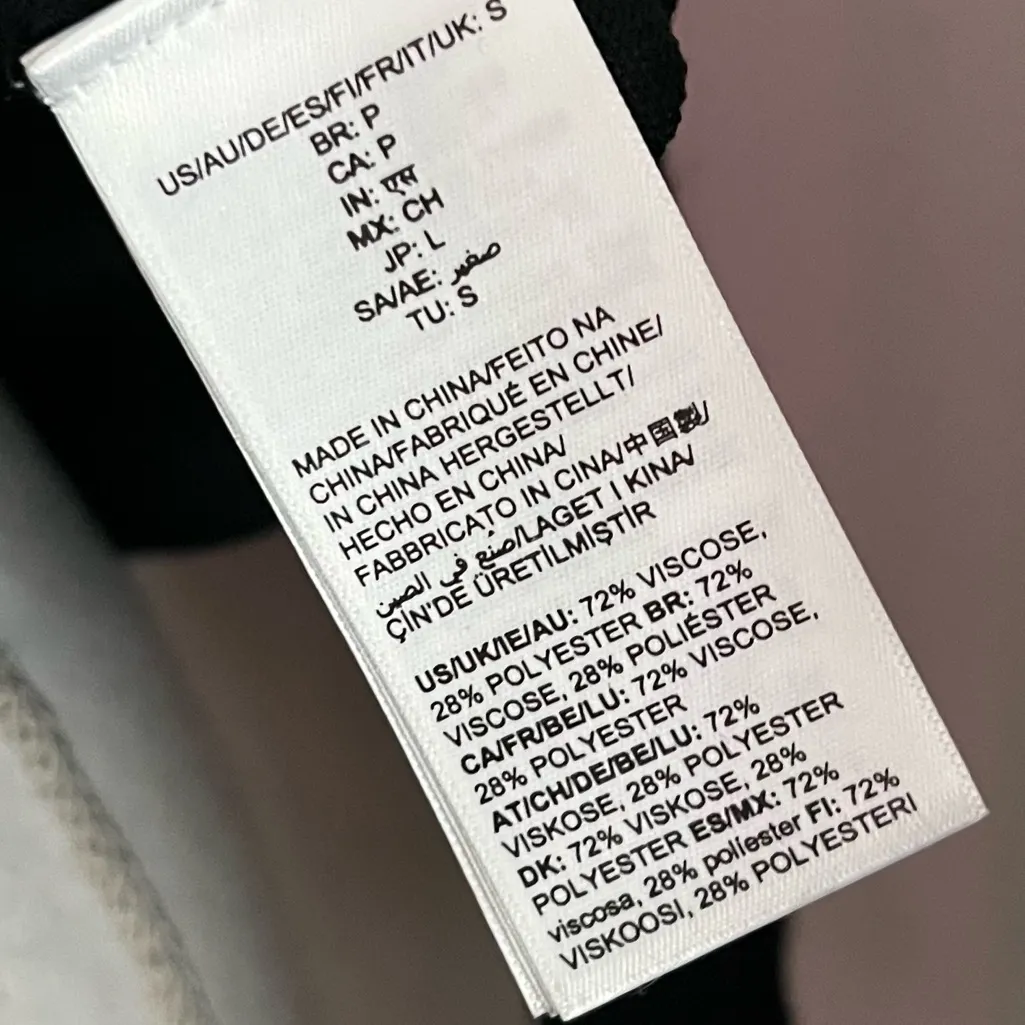 US/AU/DE/ES/FI/FR/IT/UK: S
BR: P
CA: P
IN: एस
MX: CH
JP: L
SA/AE: صغير
TU: S
MADE IN CHINA/FEITO NA
CHINA/FABRIQUÉ EN CHINE/
IN CHINA HERGESTELLT/
HECHO EN CHINA/
FABBRICATO IN CINA/中国製/
صنع في الصين/LAGET I KINA/
ÇİN'DE ÜRETİLMİŞTİR
US/UK/IE/AU: 72% VISCOSE,
28% POLYESTER BR: 72%
VISCOSE, 28% POLIÉSTER
CA/FR/BE/LU: 72% VISCOSE,
28% POLYESTER
AT/CH/DE/BE/LU: 72%
VISKOSE, 28% POLYESTER
DK: 72% VISKOSE, 28%
POLYESTER ES/MX: 72%
viscosa, 28% políester FI: 72%
VISKOOSI, 28% POLYESTERI